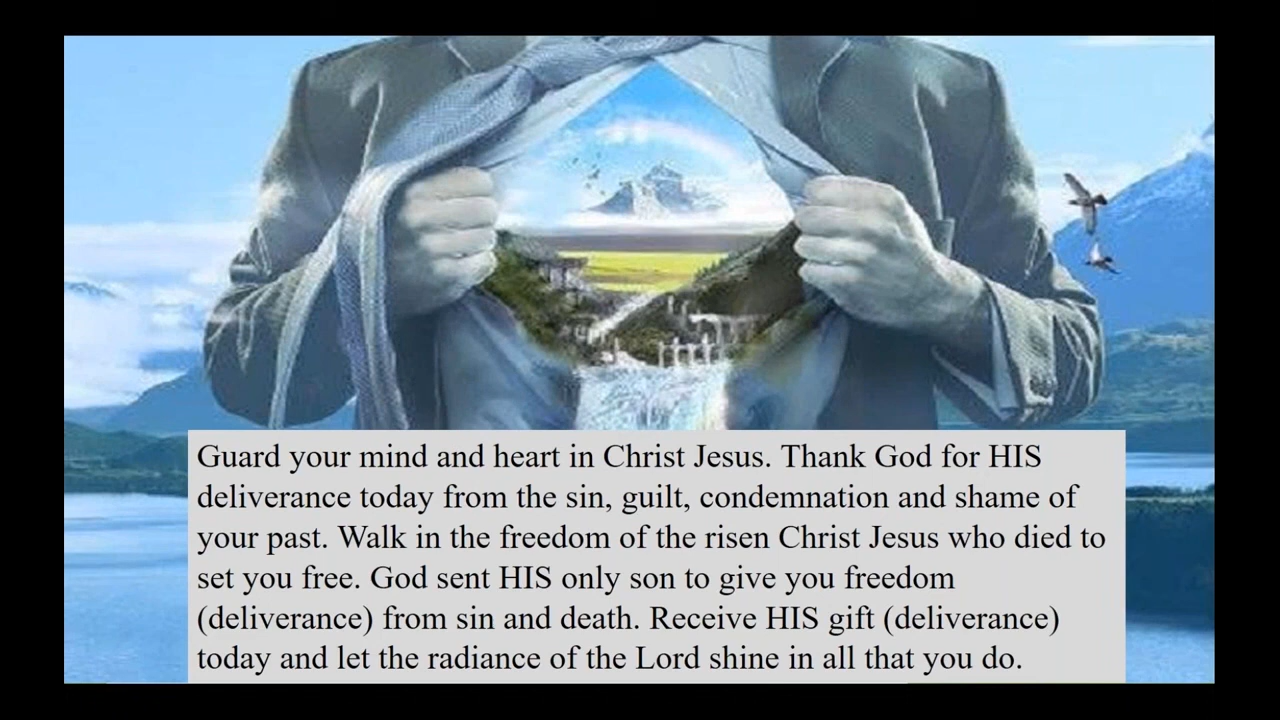 Guard your mind and heart in Christ Jesus. Thank God for HIS
deliverance today from the sin, guilt, condemnation and shame of
your past. Walk in the freedom of the risen Christ Jesus who died to
set you free. God sent HIS only son to give you freedom
(deliverance) from sin and death. Receive HIS gift (deliverance)
today and let the radiance of the Lord shine in all that you do.